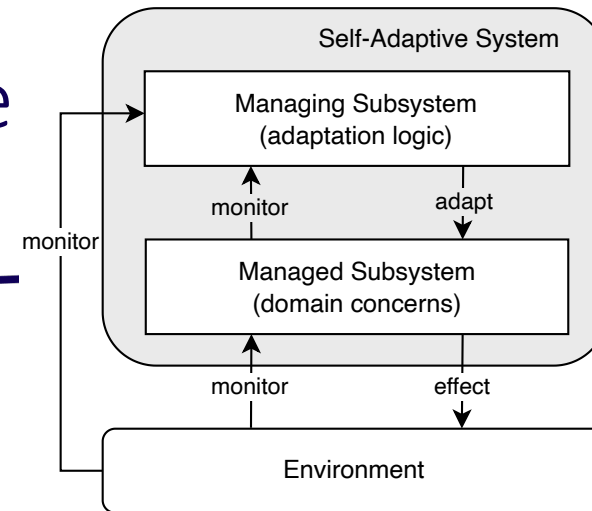 Self-Adaptive System
e
Managing Subsystem
(adaptation logic)
monitor
adapt
monitor
Managed Subsystem
(domain concerns)
monitor
effect
Environment